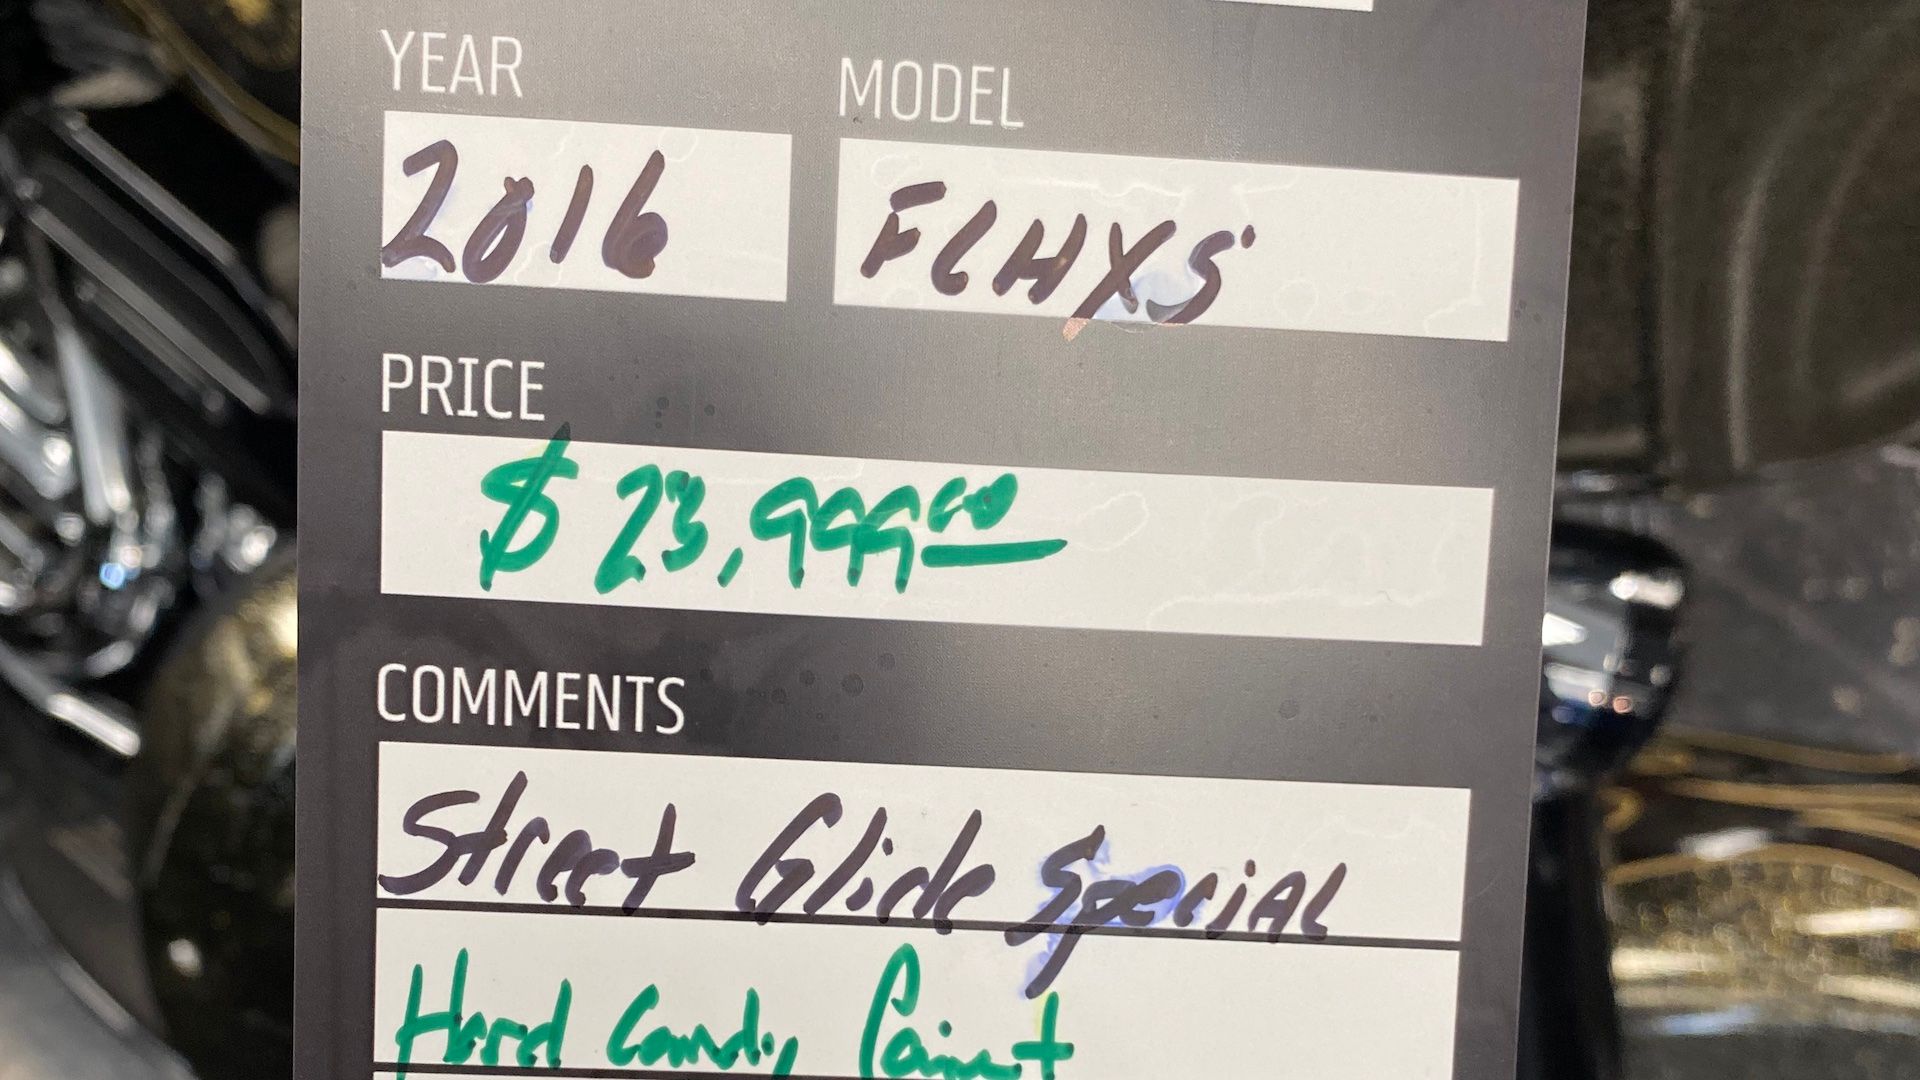 YEAR MODEL
2016 FLHXS
PRICE
$23,999.00
COMMENTS
Street Glide Special
Hard Candy Paint